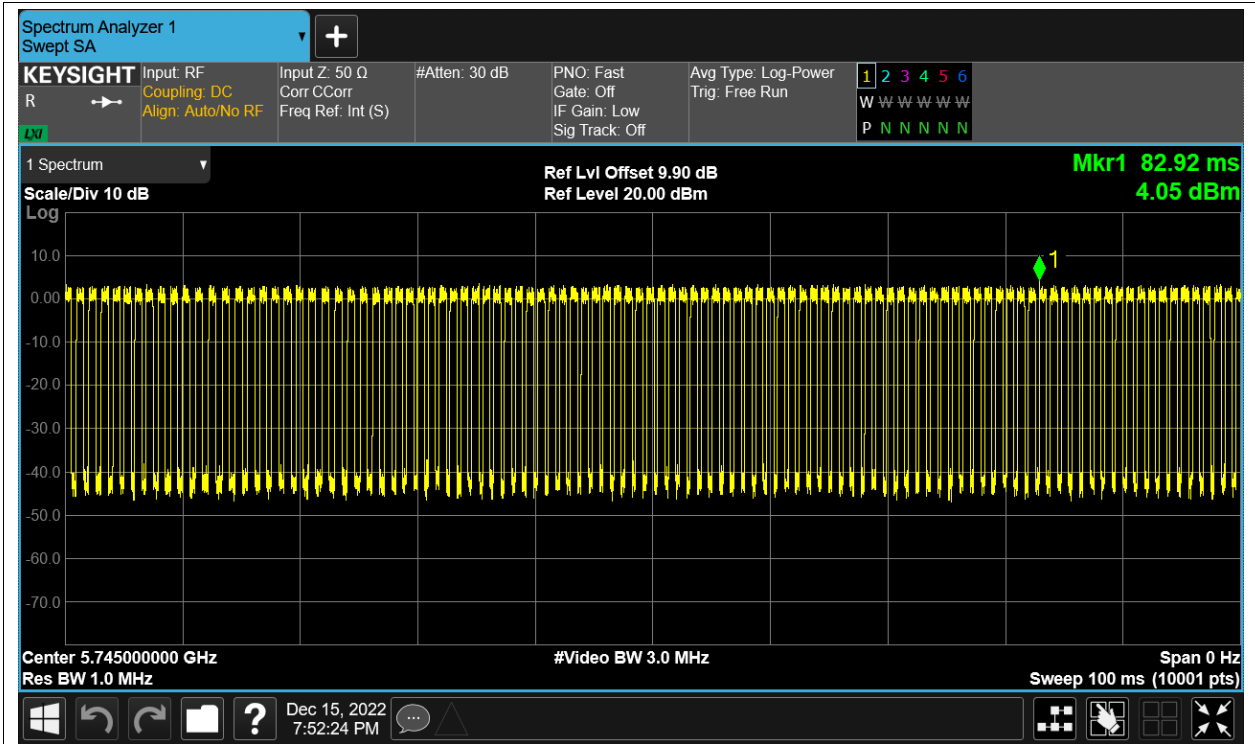 Spectrum Analyzer 1
Swept SA
KEYSIGHT
R
LXI
Input: RF
Coupling: DC
Align: Auto/No RF
Input Z: 50 Ω
Corr CCorr
Freq Ref: Int (S)
#Atten: 30 dB
PNO: Fast
Gate: Off
IF Gain: Low
Sig Track: Off
Avg Type: Log-Power
Trig: Free Run
1 2 3 4 5 6
W W W W W W
P N N N N N
1 Spectrum
Scale/Div 10 dB
Ref Lvl Offset 9.90 dB
Ref Level 20.00 dBm
Mkr1 82.92 ms
4.05 dBm
Log
10.0
0.00
-10.0
-20.0
-30.0
-40.0
-50.0
-60.0
-70.0
1
Center 5.745000000 GHz
Res BW 1.0 MHz
#Video BW 3.0 MHz
Span 0 Hz
Sweep 100 ms (10001 pts)
?
Dec 15, 2022
7:52:24 PM